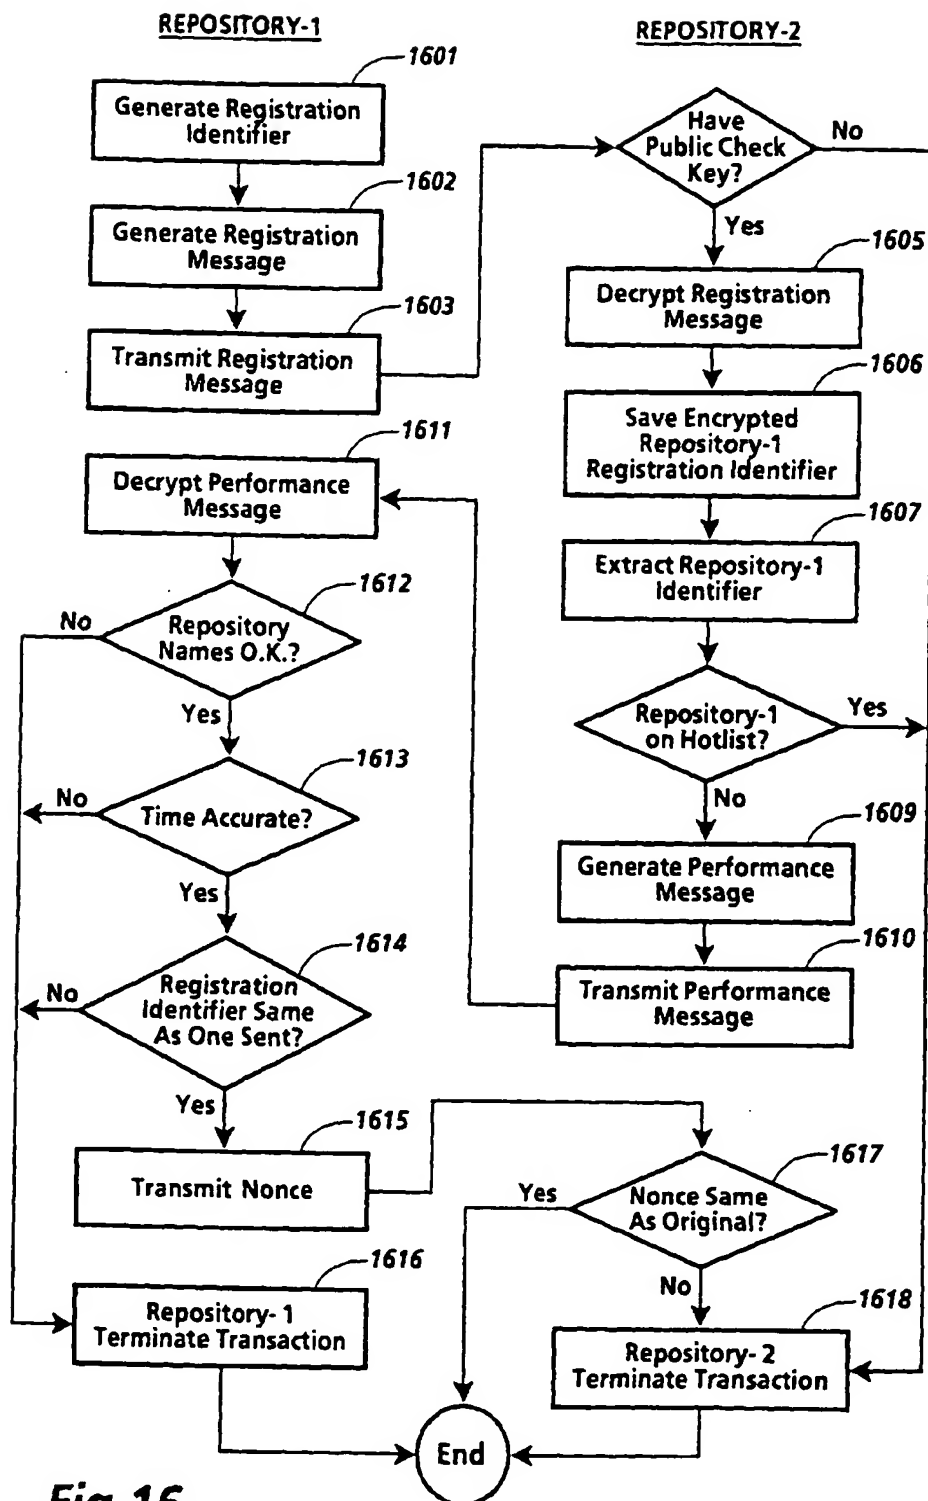 REPOSITORY-1
1601
Generate Registration
Identifier
1602
Generate Registration
Message
1603
Transmit Registration
Message
1611
Decrypt Performance
Message
1612
No
Repository
Names O.K.?
Yes
1613
No
Time Accurate?
Yes
1614
No
Registration
Identifier Same
As One Sent?
Yes
1615
Transmit Nonce
1616
Repository- 1
Terminate Transaction
REPOSITORY-2
Have
Public Check
Key?
No
Yes
1605
Decrypt Registration
Message
1606
Save Encrypted
Repository-1
Registration Identifier
1607
Extract Repository-1
Identifier
Repository-1
on Hotlist?
Yes
No
1609
Generate Performance
Message
1610
Transmit Performance
Message
1617
Yes
Nonce Same
As Original?
No
1618
Repository- 2
Terminate Transaction
End
Fig. 16